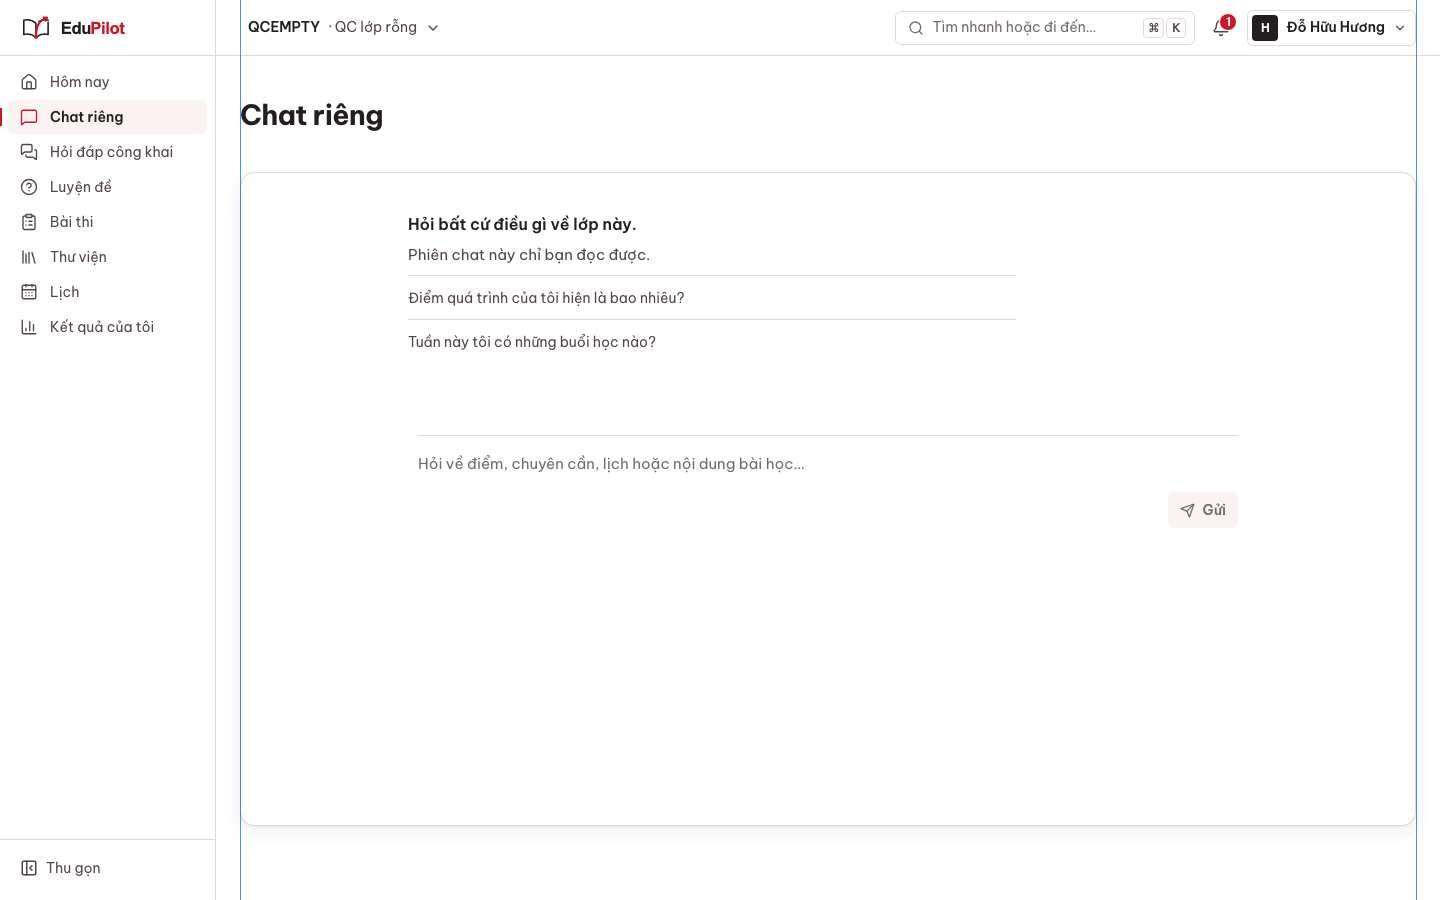 EduPilot
QCEMPTY · QC lớp rỗng
Tìm nhanh hoặc đi đến...
⌘ K
1
H
Đỗ Hữu Hương
Hôm nay
Chat riêng
Hỏi đáp công khai
Luyện đề
Bài thi
Thư viện
Lịch
Kết quả của tôi
Thu gọn
Chat riêng
Hỏi bất cứ điều gì về lớp này.
Phiên chat này chỉ bạn đọc được.
Điểm quá trình của tôi hiện là bao nhiêu?
Tuần này tôi có những buổi học nào?
Hỏi về điểm, chuyên cần, lịch hoặc nội dung bài học...
Gửi